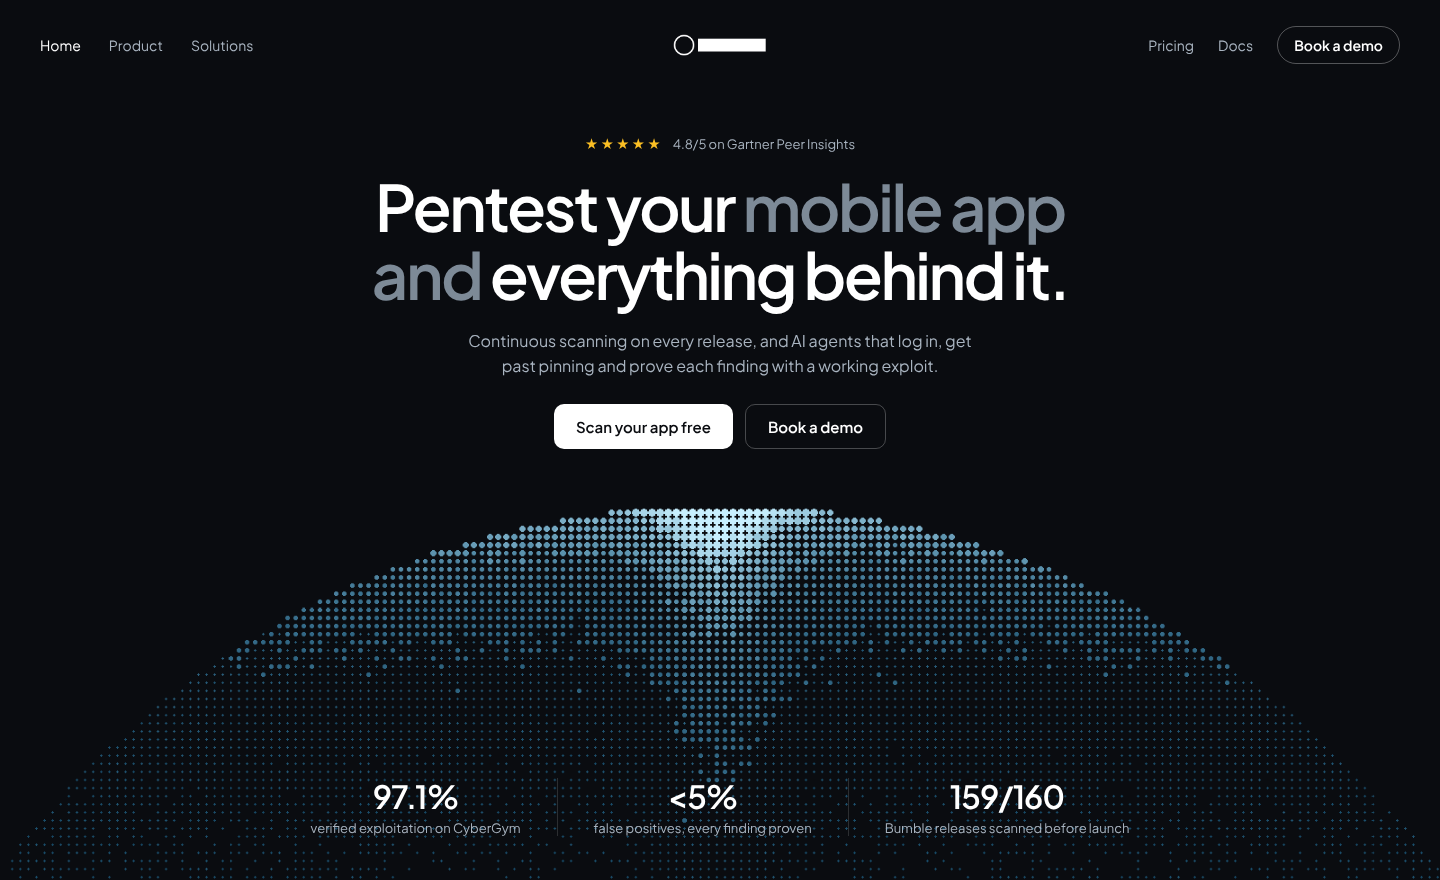 Home
Product
Solutions
Pricing
Docs
Book a demo
★★★★★ 4.8/5 on Gartner Peer Insights
Pentest your mobile app
and everything behind it.
Continuous scanning on every release, and AI agents that log in, get
past pinning and prove each finding with a working exploit.
Scan your app free
Book a demo
97.1%
verified exploitation on CyberGym
<5%
false positives, every finding proven
159/160
Bumble releases scanned before launch